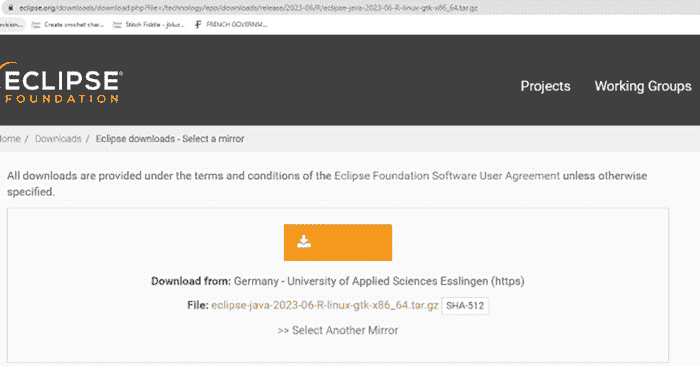 eclipse.org/downloads/download.php?file=/technology/epp/downloads/release/2023-06/R/eclipse-java-2023-06-R-linux-gtk-x86_64.tar.gz
Create crochet char... Stitch Fiddle - jblue... FRENCH GOVERNM...
ECLIPSE®
FOUNDATION
Projects Working Groups
Home / Downloads / Eclipse downloads - Select a mirror
All downloads are provided under the terms and conditions of the Eclipse Foundation Software User Agreement unless otherwise
specified.
Download from: Germany - University of Applied Sciences Esslingen (https)
File: eclipse-java-2023-06-R-linux-gtk-x86_64.tar.gz SHA-512
>> Select Another Mirror